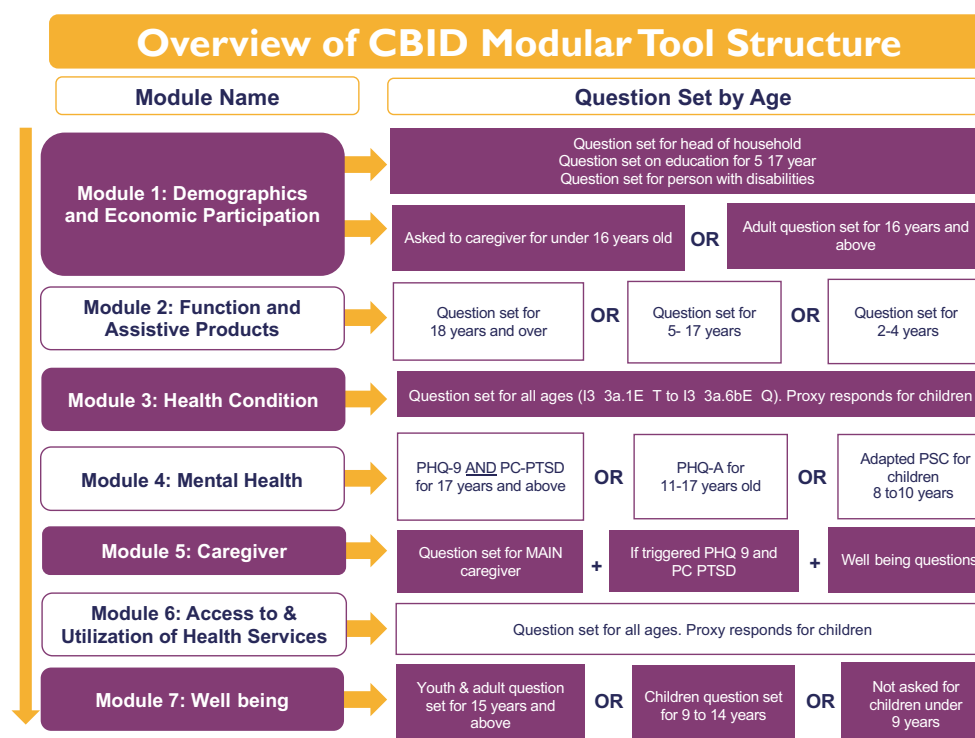 Overview of CBID Modular Tool Structure
Module Name
Question Set by Age
Module 1: Demographics
and Economic Participation
Question set for head of household
Question set on education for 5 17 year
Question set for person with disabilities
Asked to caregiver for under 16 years old
OR
Adult question set for 16 years and
above
Module 2: Function and
Assistive Products
Question set for
18 years and over
OR
Question set for
5- 17 years
OR
Question set for
2-4 years
Module 3: Health Condition
Question set for all ages (I3 3a.1E T to I3 3a.6bE Q). Proxy responds for children
Module 4: Mental Health
PHQ-9 AND PC-PTSD
for 17 years and above
OR
PHQ-A for
11-17 years old
OR
Adapted PSC for
children
8 to10 years
Module 5: Caregiver
Question set for MAIN
caregiver
+
If triggered PHQ 9 and
PC PTSD
+
Well being questions
Module 6: Access to &
Utilization of Health Services
Question set for all ages. Proxy responds for children
Module 7: Well being
Youth & adult question
set for 15 years and
above
OR
Children question set
for 9 to 14 years
OR
Not asked for
children under
9 years